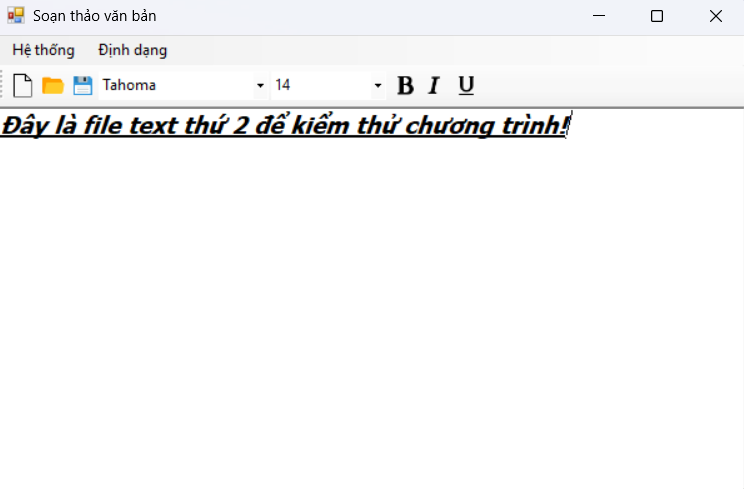 Soạn thảo văn bản
Hệ thống Định dạng
Tahoma 14 B I U
Đây là file text thứ 2 để kiểm thử chương trình!